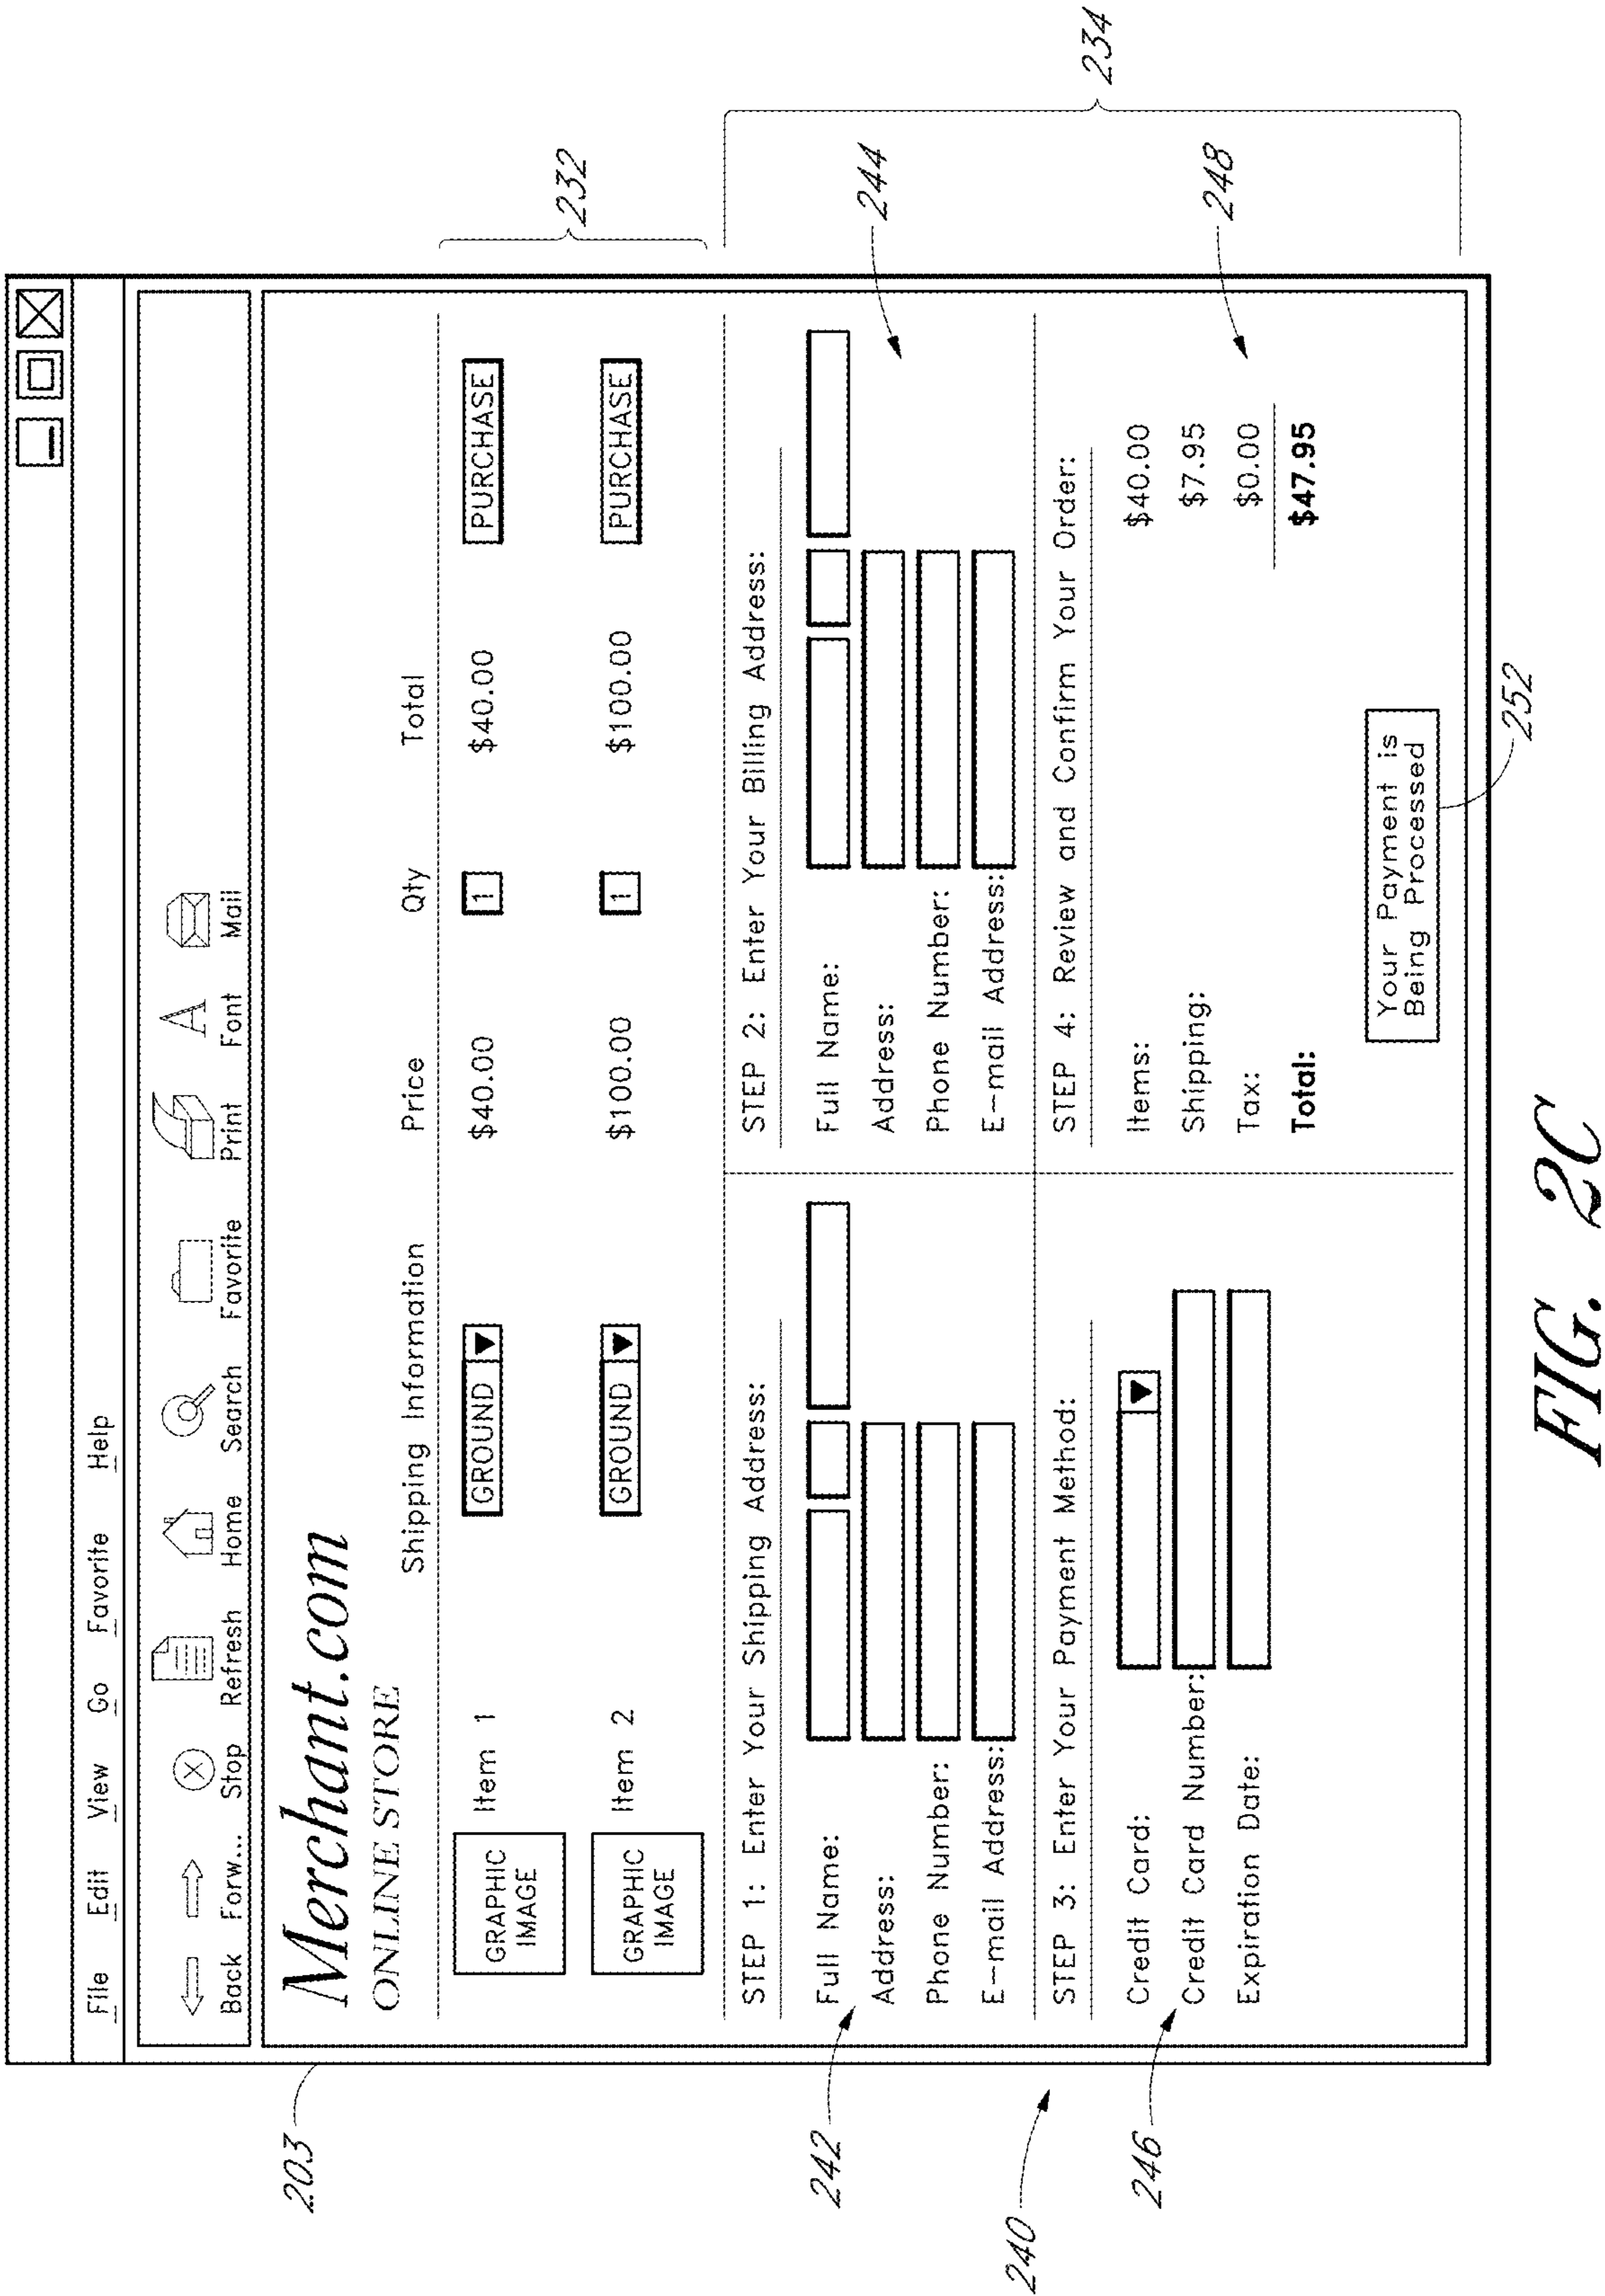 File Edit View Go Favorite Help
Back Forw... Stop Refresh Home Search Favorite Print Font Mail
203
Merchant.com
ONLINE STORE
Shipping Information Price Qty Total
GRAPHIC
IMAGE
Item 1 GROUND $40.00 1 $40.00 PURCHASE
GRAPHIC
IMAGE
Item 2 GROUND $100.00 1 $100.00 PURCHASE
232
STEP 1: Enter Your Shipping Address:
Full Name:
Address:
Phone Number:
E-mail Address:
242
STEP 2: Enter Your Billing Address:
Full Name:
Address:
Phone Number:
E-mail Address:
244
234
240
STEP 3: Enter Your Payment Method:
Credit Card:
Credit Card Number:
Expiration Date:
246
STEP 4: Review and Confirm Your Order:
Items: $40.00
Shipping: $7.95
Tax: $0.00
Total: $47.95
248
Your Payment is
Being Processed
252
FIG. 2C